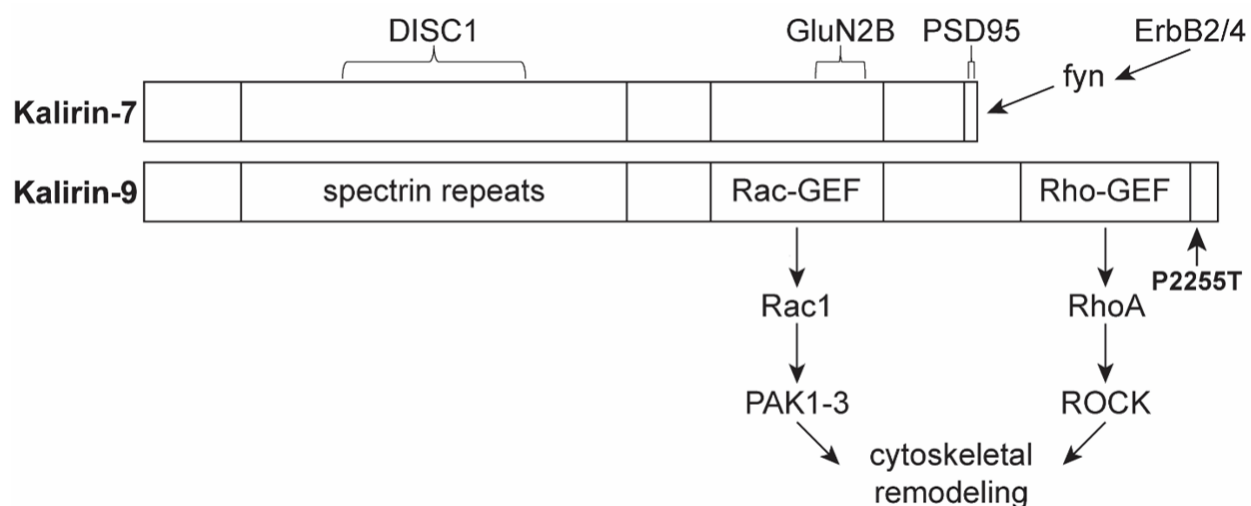 DISC1
GluN2B
PSD95
ErbB2/4
fyn
Kalirin-7
Kalirin-9
spectrin repeats
Rac-GEF
Rho-GEF
P2255T
Rac1
RhoA
PAK1-3
ROCK
cytoskeletal
remodeling